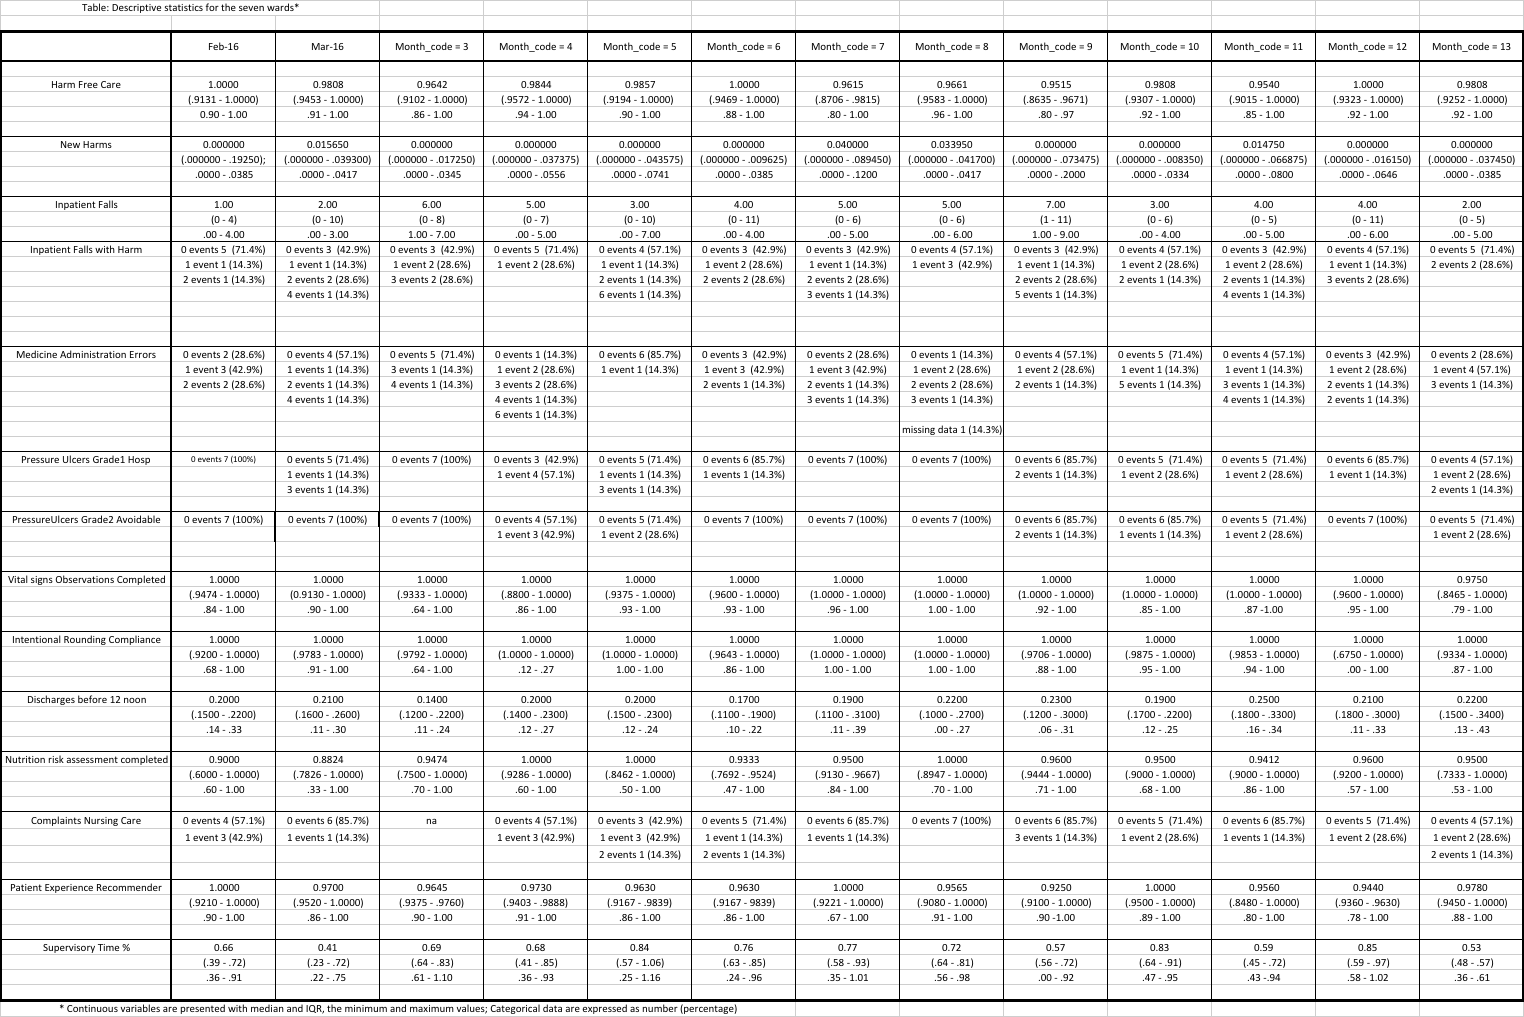 Table: Descriptive statistics for the seven wards*
Feb-16 Mar-16 Month_code = 3 Month_code = 4 Month_code = 5 Month_code = 6 Month_code = 7 Month_code = 8 Month_code = 9 Month_code = 10 Month_code = 11 Month_code = 12 Month_code = 13
Harm Free Care 1.0000 0.9808 0.9642 0.9844 0.9857 1.0000 0.9615 0.9661 0.9515 0.9808 0.9540 1.0000 0.9808
(.9131 - 1.0000) (.9453 - 1.0000) (.9102 - 1.0000) (.9572 - 1.0000) (.9194 - 1.0000) (.9469 - 1.0000) (.8706 - .9815) (.9583 - 1.0000) (.8635 - .9671) (.9307 - 1.0000) (.9015 - 1.0000) (.9323 - 1.0000) (.9252 - 1.0000)
0.90 - 1.00 .91 - 1.00 .86 - 1.00 .94 - 1.00 .90 - 1.00 .88 - 1.00 .80 - 1.00 .96 - 1.00 .80 - .97 .92 - 1.00 .85 - 1.00 .92 - 1.00 .92 - 1.00
New Harms 0.000000 0.015650 0.000000 0.000000 0.000000 0.000000 0.040000 0.033950 0.000000 0.000000 0.014750 0.000000 0.000000
(.000000 - .19250); (.000000 - .039300) (.000000 - .017250) (.000000 - .037375) (.000000 - .043575) (.000000 - .009625) (.000000 - .089450) (.000000 - .041700) (.000000 - .073475) (.000000 - .008350) (.000000 - .066875) (.000000 - .016150) (.000000 - .037450)
.0000 - .0385 .0000 - .0417 .0000 - .0345 .0000 - .0556 .0000 - .0741 .0000 - .0385 .0000 - .1200 .0000 - .0417 .0000 - .2000 .0000 - .0334 .0000 - .0800 .0000 - .0646 .0000 - .0385
Inpatient Falls 1.00 2.00 6.00 5.00 3.00 4.00 5.00 5.00 7.00 3.00 4.00 4.00 2.00
(0 - 4) (0 - 10) (0 - 8) (0 - 7) (0 - 10) (0 - 11) (0 - 6) (0 - 6) (1 - 11) (0 - 6) (0 - 5) (0 - 11) (0 - 5)
.00 - 4.00 .00 - 3.00 1.00 - 7.00 .00 - 5.00 .00 - 7.00 .00 - 4.00 .00 - 5.00 .00 - 6.00 1.00 - 9.00 .00 - 4.00 .00 - 5.00 .00 - 6.00 .00 - 5.00
Inpatient Falls with Harm 0 events 5 (71.4%) 0 events 3 (42.9%) 0 events 3 (42.9%) 0 events 5 (71.4%) 0 events 4 (57.1%) 0 events 3 (42.9%) 0 events 3 (42.9%) 0 events 4 (57.1%) 0 events 3 (42.9%) 0 events 4 (57.1%) 0 events 3 (42.9%) 0 events 4 (57.1%) 0 events 5 (71.4%)
1 event 1 (14.3%) 1 event 1 (14.3%) 1 event 2 (28.6%) 1 event 2 (28.6%) 1 event 1 (14.3%) 1 event 2 (28.6%) 1 event 1 (14.3%) 1 event 3 (42.9%) 1 event 1 (14.3%) 1 event 2 (28.6%) 1 event 2 (28.6%) 1 event 1 (14.3%) 2 events 2 (28.6%)
2 events 1 (14.3%) 2 events 2 (28.6%) 3 events 2 (28.6%) 2 events 1 (14.3%) 2 events 2 (28.6%) 2 events 2 (28.6%) 2 events 2 (28.6%) 2 events 1 (14.3%) 2 events 1 (14.3%) 3 events 2 (28.6%)
4 events 1 (14.3%) 6 events 1 (14.3%) 3 events 1 (14.3%) 5 events 1 (14.3%) 4 events 1 (14.3%)
Medicine Administration Errors 0 events 2 (28.6%) 0 events 4 (57.1%) 0 events 5 (71.4%) 0 events 1 (14.3%) 0 events 6 (85.7%) 0 events 3 (42.9%) 0 events 2 (28.6%) 0 events 1 (14.3%) 0 events 4 (57.1%) 0 events 5 (71.4%) 0 events 4 (57.1%) 0 events 3 (42.9%) 0 events 2 (28.6%)
1 event 3 (42.9%) 1 events 1 (14.3%) 3 events 1 (14.3%) 1 event 2 (28.6%) 1 events 1 (14.3%) 1 event 3 (42.9%) 1 event 3 (42.9%) 1 event 2 (28.6%) 1 event 2 (28.6%) 1 event 1 (14.3%) 1 event 1 (14.3%) 1 event 2 (28.6%) 1 event 4 (57.1%)
2 events 2 (28.6%) 2 events 1 (14.3%) 4 events 1 (14.3%) 3 events 2 (28.6%) 2 events 1 (14.3%) 2 events 1 (14.3%) 2 events 2 (28.6%) 2 events 1 (14.3%) 5 events 1 (14.3%) 3 events 1 (14.3%) 2 events 1 (14.3%) 3 events 1 (14.3%)
4 events 1 (14.3%) 4 events 1 (14.3%) 3 events 1 (14.3%) 3 events 1 (14.3%) 4 events 1 (14.3%) 2 events 1 (14.3%)
6 events 1 (14.3%)
missing data 1 (14.3%)
Pressure Ulcers Grade1 Hosp 0 events 7 (100%) 0 events 5 (71.4%) 0 events 7 (100%) 0 events 3 (42.9%) 0 events 5 (71.4%) 0 events 6 (85.7%) 0 events 7 (100%) 0 events 7 (100%) 0 events 6 (85.7%) 0 events 5 (71.4%) 0 events 5 (71.4%) 0 events 6 (85.7%) 0 events 4 (57.1%)
1 events 1 (14.3%) 1 event 4 (57.1%) 1 events 1 (14.3%) 1 events 1 (14.3%) 2 events 1 (14.3%) 1 event 2 (28.6%) 1 event 2 (28.6%) 1 event 1 (14.3%) 1 event 2 (28.6%)
3 events 1 (14.3%) 3 events 1 (14.3%) 2 event 1 (14.3%)
PressureUlcers Grade2 Avoidable 0 events 7 (100%) 0 events 7 (100%) 0 events 7 (100%) 0 events 4 (57.1%) 0 events 5 (71.4%) 0 events 7 (100%) 0 events 7 (100%) 0 events 7 (100%) 0 events 6 (85.7%) 0 events 6 (85.7%) 0 events 5 (71.4%) 0 events 7 (100%) 0 events 5 (71.4%)
1 event 3 (42.9%) 1 event 2 (28.6%) 2 events 1 (14.3%) 1 events 1 (14.3%) 1 event 2 (28.6%) 1 event 2 (28.6%)
Vital signs Observations Completed 1.0000 1.0000 1.0000 1.0000 1.0000 1.0000 1.0000 1.0000 1.0000 1.0000 1.0000 1.0000 0.9750
(.9474 - 1.0000) (0.9130 - 1.0000) (.9333 - 1.0000) (.8800 - 1.0000) (.9375 - 1.0000) (.9600 - 1.0000) (1.0000 - 1.0000) (1.0000 - 1.0000) (1.0000 - 1.0000) (1.0000 - 1.0000) (1.0000 - 1.0000) (.9600 - 1.0000) (.8465 - 1.0000)
.84 - 1.00 .90 - 1.00 .64 - 1.00 .86 - 1.00 .93 - 1.00 .93 - 1.00 .96 - 1.00 1.00 - 1.00 .92 - 1.00 .85 - 1.00 .87 -1.00 .95 - 1.00 .79 - 1.00
Intentional Rounding Compliance 1.0000 1.0000 1.0000 1.0000 1.0000 1.0000 1.0000 1.0000 1.0000 1.0000 1.0000 1.0000 1.0000
(.9200 - 1.0000) (.9783 - 1.0000) (.9792 - 1.0000) (1.0000 - 1.0000) (1.0000 - 1.0000) (.9643 - 1.0000) (1.0000 - 1.0000) (1.0000 - 1.0000) (.9706 - 1.0000) (.9875 - 1.0000) (.9853 - 1.0000) (.6750 - 1.0000) (.9334 - 1.0000)
.68 - 1.00 .91 - 1.00 .64 - 1.00 .12 - .27 1.00 - 1.00 .86 - 1.00 1.00 - 1.00 1.00 - 1.00 .88 - 1.00 .95 - 1.00 .94 - 1.00 .00 - 1.00 .87 - 1.00
Discharges before 12 noon 0.2000 0.2100 0.1400 0.2000 0.2000 0.1700 0.1900 0.2200 0.2300 0.1900 0.2500 0.2100 0.2200
(.1500 - .2200) (.1600 - .2600) (.1200 - .2200) (.1400 - .2300) (.1500 - .2300) (.1100 - .1900) (.1100 - .3100) (.1000 - .2700) (.1200 - .3000) (.1700 - .2200) (.1800 - .3300) (.1800 - .3000) (.1500 - .3400)
.14 - .33 .11 - .30 .11 - .24 .12 - .27 .12 - .24 .10 - .22 .11 - .39 .00 - .27 .06 - .31 .12 - .25 .16 - .34 .11 - .33 .13 - .43
Nutrition risk assessment completed 0.9000 0.8824 0.9474 1.0000 1.0000 0.9333 0.9500 1.0000 0.9600 0.9500 0.9412 0.9600 0.9500
(.6000 - 1.0000) (.7826 - 1.0000) (.7500 - 1.0000) (.9286 - 1.0000) (.8462 - 1.0000) (.7692 - .9524) (.9130 - .9667) (.8947 - 1.0000) (.9444 - 1.0000) (.9000 - 1.0000) (.9000 - 1.0000) (.9200 - 1.0000) (.7333 - 1.0000)
.60 - 1.00 .33 - 1.00 .70 - 1.00 .60 - 1.00 .50 - 1.00 .47 - 1.00 .84 - 1.00 .70 - 1.00 .71 - 1.00 .68 - 1.00 .86 - 1.00 .57 - 1.00 .53 - 1.00
Complaints Nursing Care 0 events 4 (57.1%) 0 events 6 (85.7%) na 0 events 4 (57.1%) 0 events 3 (42.9%) 0 events 5 (71.4%) 0 events 6 (85.7%) 0 events 7 (100%) 0 events 6 (85.7%) 0 events 5 (71.4%) 0 events 6 (85.7%) 0 events 5 (71.4%) 0 events 4 (57.1%)
1 event 3 (42.9%) 1 events 1 (14.3%) 1 event 3 (42.9%) 1 event 3 (42.9%) 1 event 1 (14.3%) 1 events 1 (14.3%) 3 events 1 (14.3%) 1 event 2 (28.6%) 1 events 1 (14.3%) 1 event 2 (28.6%) 1 event 2 (28.6%)
2 events 1 (14.3%) 2 events 1 (14.3%) 2 event 1 (14.3%)
Patient Experience Recommender 1.0000 0.9700 0.9645 0.9730 0.9630 0.9630 1.0000 0.9565 0.9250 1.0000 0.9560 0.9440 0.9780
(.9210 - 1.0000) (.9520 - 1.0000) (.9375 - .9760) (.9403 - .9888) (.9167 - .9839) (.9167 - 9839) (.9221 - 1.0000) (.9080 - 1.0000) (.9100 - 1.0000) (.9500 - 1.0000) (.8480 - 1.0000) (.9360 - .9630) (.9450 - 1.0000)
.90 - 1.00 .86 - 1.00 .90 - 1.00 .91 - 1.00 .86 - 1.00 .86 - 1.00 .67 - 1.00 .91 - 1.00 .90 -1.00 .89 - 1.00 .80 - 1.00 .78 - 1.00 .88 - 1.00
Supervisory Time % 0.66 0.41 0.69 0.68 0.84 0.76 0.77 0.72 0.57 0.83 0.59 0.85 0.53
(.39 - .72) (.23 - .72) (.64 - .83) (.41 - .85) (.57 - 1.06) (.63 - .85) (.58 - .93) (.64 - .81) (.56 - .72) (.64 - .91) (.45 - .72) (.59 - .97) (.48 - .57)
.36 - .91 .22 - .75 .61 - 1.10 .36 - .93 .25 - 1.16 .24 - .96 .35 - 1.01 .56 - .98 .00 - .92 .47 - .95 .43 -.94 .58 - 1.02 .36 - .61
* Continuous variables are presented with median and IQR, the minimum and maximum values; Categorical data are expressed as number (percentage)